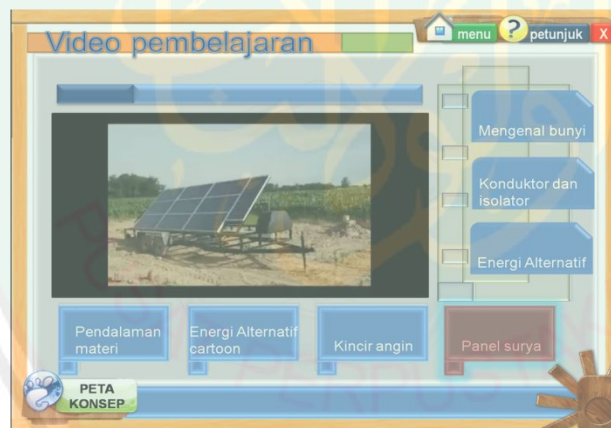 Video pembelajaran
menu
petunjuk
X
Mengenal bunyi
Konduktor dan
isolator
Energi Alternatif
Pendalaman
materi
Energi Alternatif
cartoon
Kincir angin
Panel surya
PETA
KONSEP